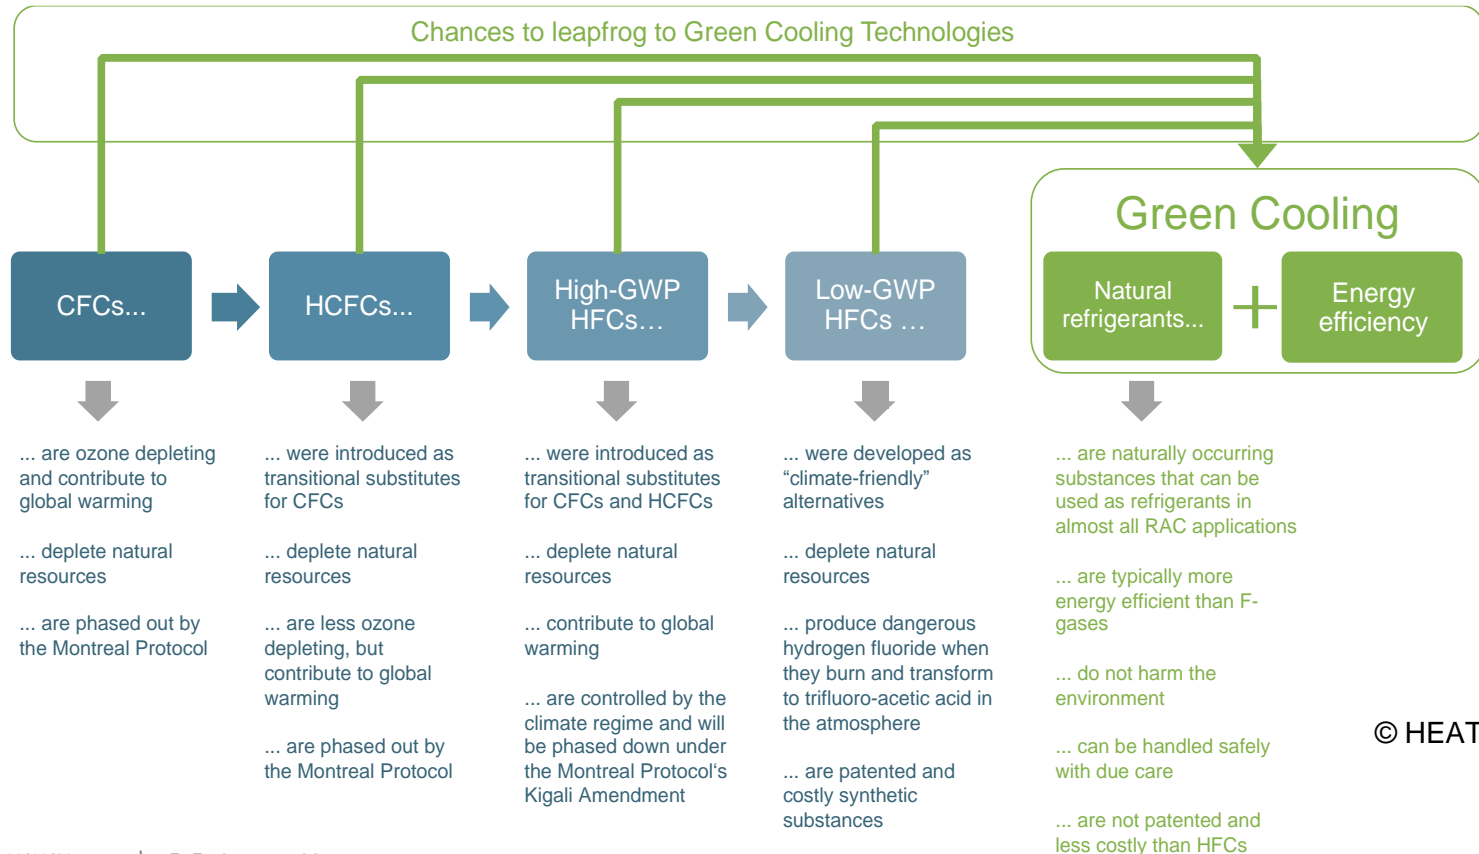 Chances to leapfrog to Green Cooling Technologies
Green Cooling
CFCs...
HCFCs...
High-GWP
HFCs…
Low-GWP
HFCs …
Natural
refrigerants...
Energy
efficiency
... are ozone depleting
and contribute to
global warming
... deplete natural
resources
... are phased out by
the Montreal Protocol
... were introduced as
transitional substitutes
for CFCs
... deplete natural
resources
... are less ozone
depleting, but
contribute to global
warming
... are phased out by
the Montreal Protocol
... were introduced as
transitional substitutes
for CFCs and HCFCs
... deplete natural
resources
... contribute to global
warming
... are controlled by the
climate regime and will
be phased down under
the Montreal Protocol‘s
Kigali Amendment
... were developed as
“climate-friendly”
alternatives
... deplete natural
resources
... produce dangerous
hydrogen fluoride when
they burn and transform
to trifluoro-acetic acid in
the atmosphere
... are patented and
costly synthetic
substances
... are naturally occurring
substances that can be
used as refrigerants in
almost all RAC applications
... are typically more
energy efficient than F-
gases
... do not harm the
environment
... can be handled safely
with due care
... are not patented and
less costly than HFCs
© HEAT